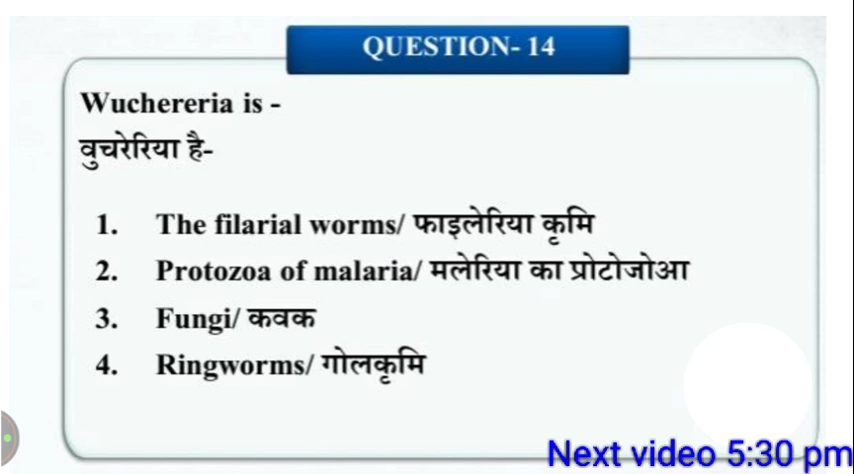 QUESTION- 14
Wuchereria is -
वुचरेरिया है-
1. The filarial worms/ फाइलेरिया कृमि
2. Protozoa of malaria/ मलेरिया का प्रोटोजोआ
3. Fungi/ कवक
4. Ringworms/ गोलकृमि
Next video 5:30 pm